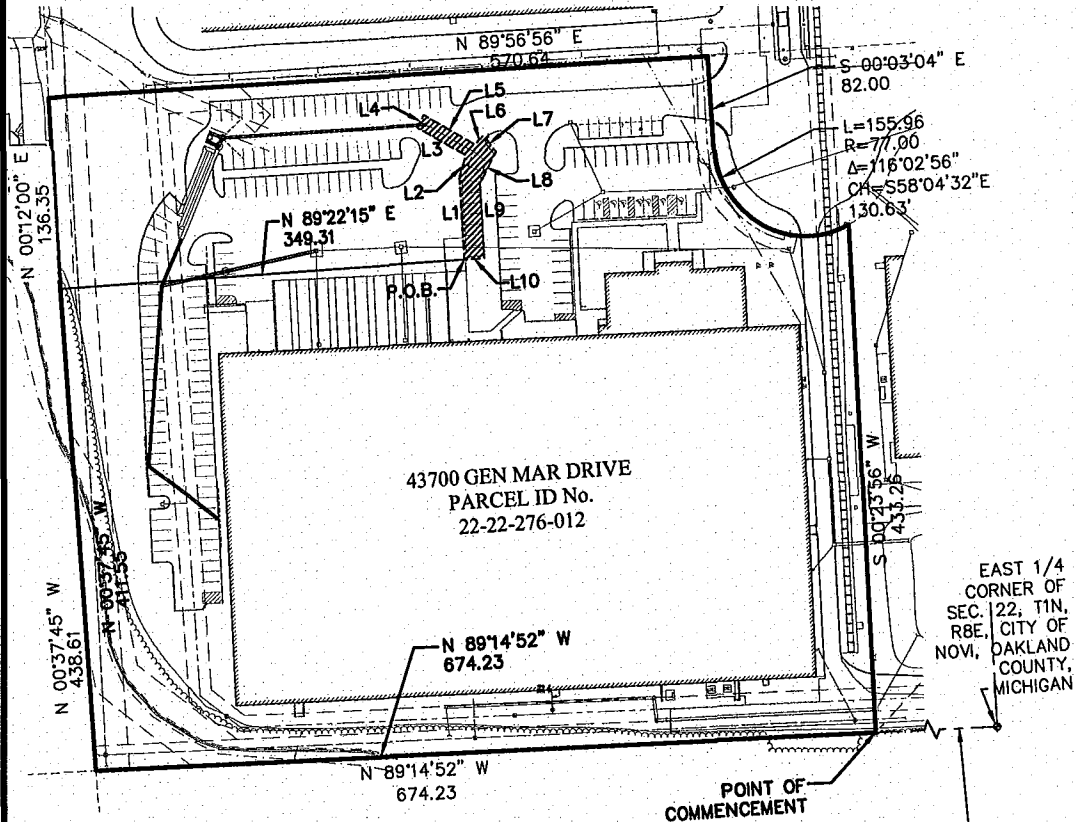 N 89°56'56" E
570.64
S 00°03'04" E
82.00
L=155.96
R=77.00
Δ=116°02'56"
CH=S58°04'32"E
130.63'
L4
L5
L6
L7
L3
L2
L8
L1
L9
N 00°12'00" E
136.35
N 89°22'15" E
349.31
P.O.B.
L10
43700 GEN MAR DRIVE
PARCEL ID No.
22-22-276-012
S 00°23'56" W
433.26
N 00°37'45" W
411.55
N 00°37'45" W
438.61
EAST 1/4
CORNER OF
SEC. 22, T1N,
R8E, CITY OF
NOVI, OAKLAND
COUNTY,
MICHIGAN
N 89°14'52" W
674.23
N 89°14'52" W
674.23
POINT OF
COMMENCEMENT